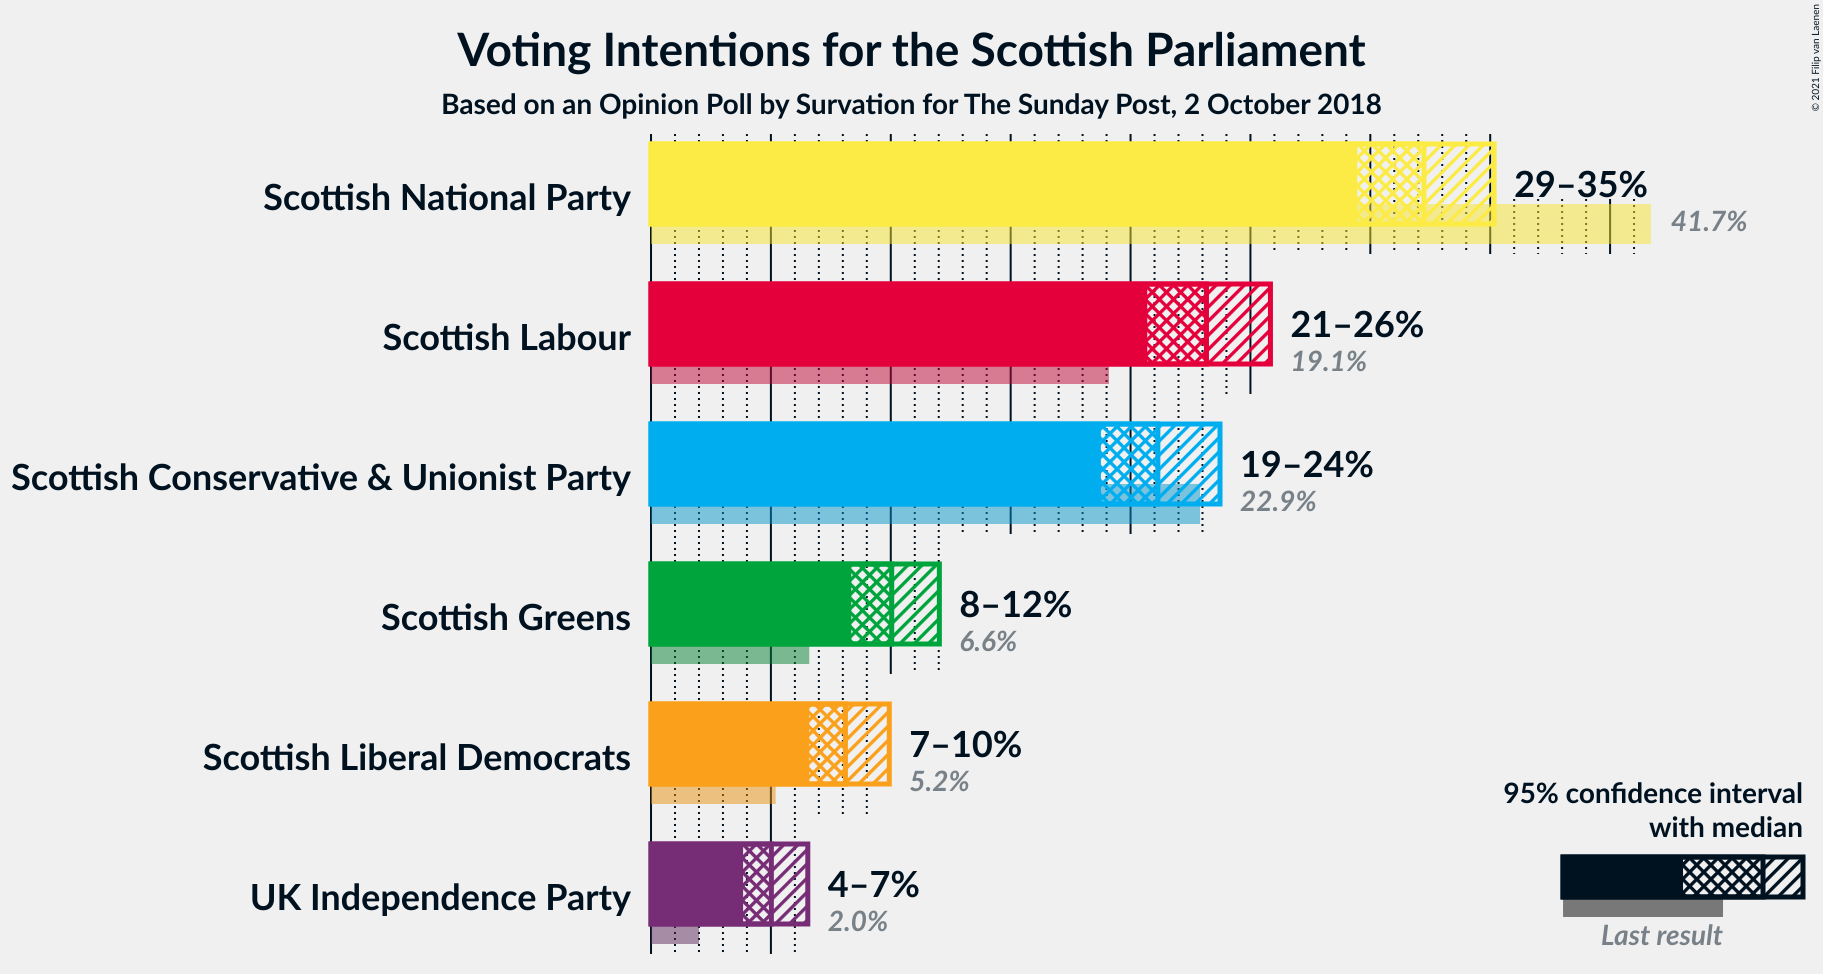 Voting Intentions for the Scottish Parliament
Based on an Opinion Poll by Survation for The Sunday Post, 2 October 2018
© 2021 Filip van Laenen
Scottish National Party
29–35%
41.7%
Scottish Labour
21–26%
19.1%
Scottish Conservative & Unionist Party
19–24%
22.9%
Scottish Greens
8–12%
6.6%
Scottish Liberal Democrats
7–10%
5.2%
UK Independence Party
4–7%
2.0%
95% confidence interval
with median
Last result